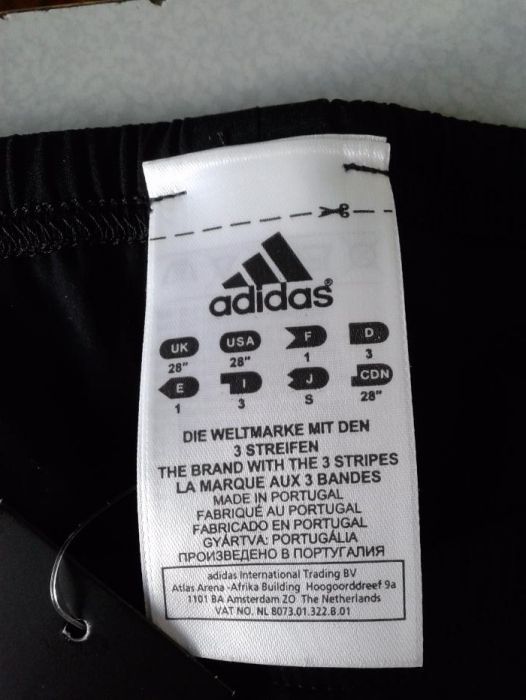 adidas®
UK USA F D
28" 28" 1 3
E I J CDN
1 3 S 28"
DIE WELTMARKE MIT DEN
3 STREIFEN
THE BRAND WITH THE 3 STRIPES
LA MARQUE AUX 3 BANDES
MADE IN PORTUGAL
FABRIQUÉ AU PORTUGAL
FABRICADO EN PORTUGAL
GYÁRTVA: PORTUGÁLIA
ПРОИЗВЕДЕНО В ПОРТУГАЛИЯ
adidas International Trading BV
Atlas Arena -Afrika Building Hoogoorddreef 9a
1101 BA Amsterdam ZO The Netherlands
VAT NO. NL 8073.01.322.B.01